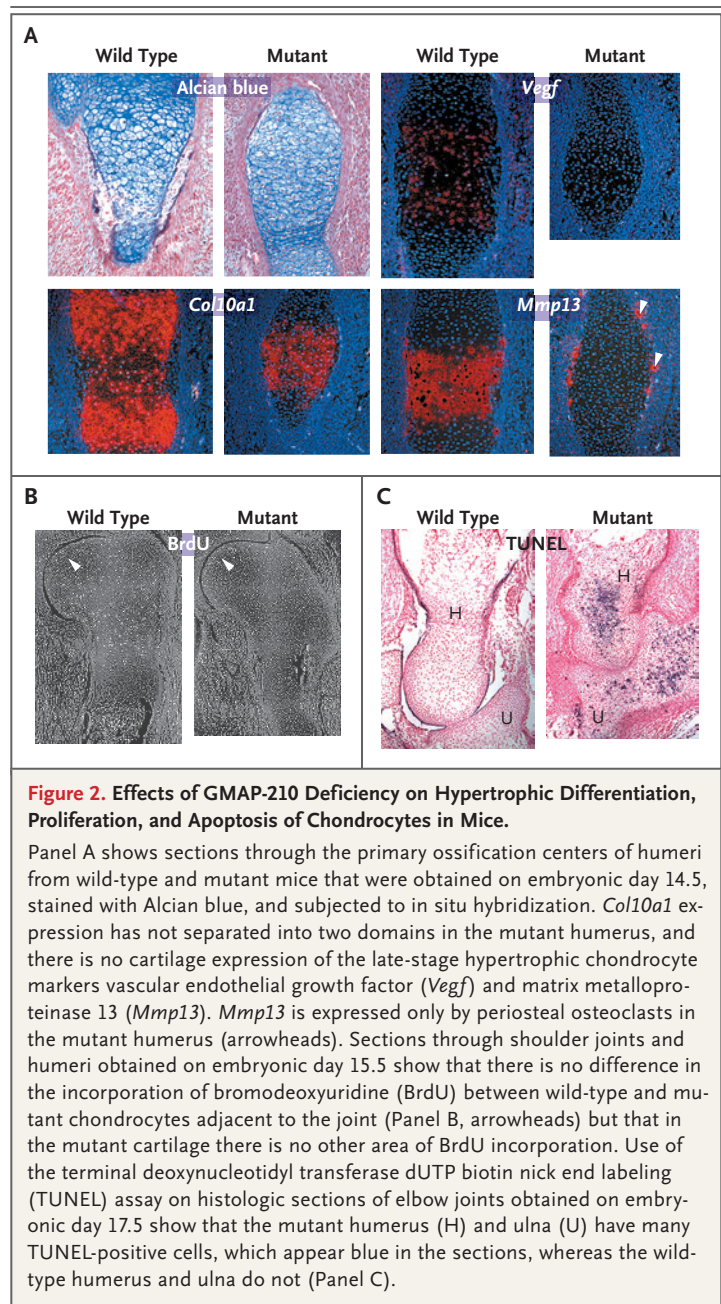 A
Wild Type
Mutant
Wild Type
Mutant
Alcian blue
Vegf
Col10a1
Mmp13
B
Wild Type
Mutant
BrdU
C
Wild Type
Mutant
TUNEL
H
U
H
U
Figure 2. Effects of GMAP-210 Deficiency on Hypertrophic Differentiation,
Proliferation, and Apoptosis of Chondrocytes in Mice.
Panel A shows sections through the primary ossification centers of humeri
from wild-type and mutant mice that were obtained on embryonic day 14.5,
stained with Alcian blue, and subjected to in situ hybridization. Col10a1 ex-
pression has not separated into two domains in the mutant humerus, and
there is no cartilage expression of the late-stage hypertrophic chondrocyte
markers vascular endothelial growth factor (Vegf) and matrix metallopro-
teinase 13 (Mmp13). Mmp13 is expressed only by periosteal osteoclasts in
the mutant humerus (arrowheads). Sections through shoulder joints and
humeri obtained on embryonic day 15.5 show that there is no difference in
the incorporation of bromodeoxyuridine (BrdU) between wild-type and mu-
tant chondrocytes adjacent to the joint (Panel B, arrowheads) but that in
the mutant cartilage there is no other area of BrdU incorporation. Use of
the terminal deoxynucleotidyl transferase dUTP biotin nick end labeling
(TUNEL) assay on histologic sections of elbow joints obtained on embry-
onic day 17.5 show that the mutant humerus (H) and ulna (U) have many
TUNEL-positive cells, which appear blue in the sections, whereas the wild-
type humerus and ulna do not (Panel C).